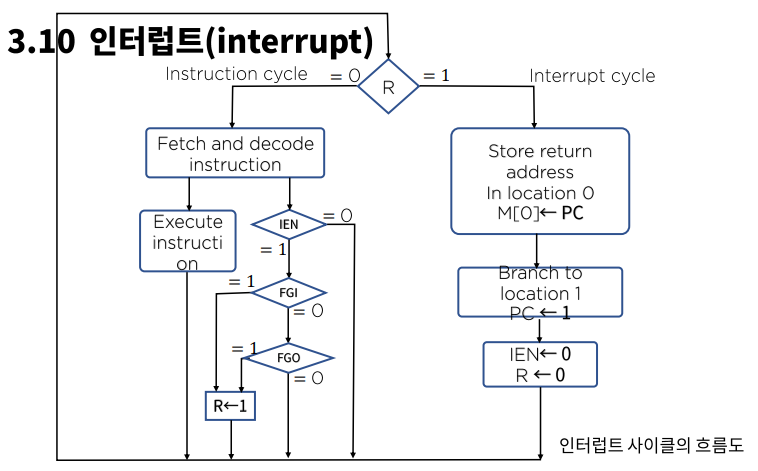 3.10 인터럽트(interrupt)
Instruction cycle
= 0
R
= 1
Interrupt cycle
Fetch and decode
instruction
Execute
instructi
on
IEN
= 0
= 1
FGI
= 1
= 0
FGO
= 1
= 0
R←1
Store return
address
In location 0
M[0]← PC
Branch to
location 1
PC ← 1
IEN← 0
R ← 0
인터럽트 사이클의 흐름도